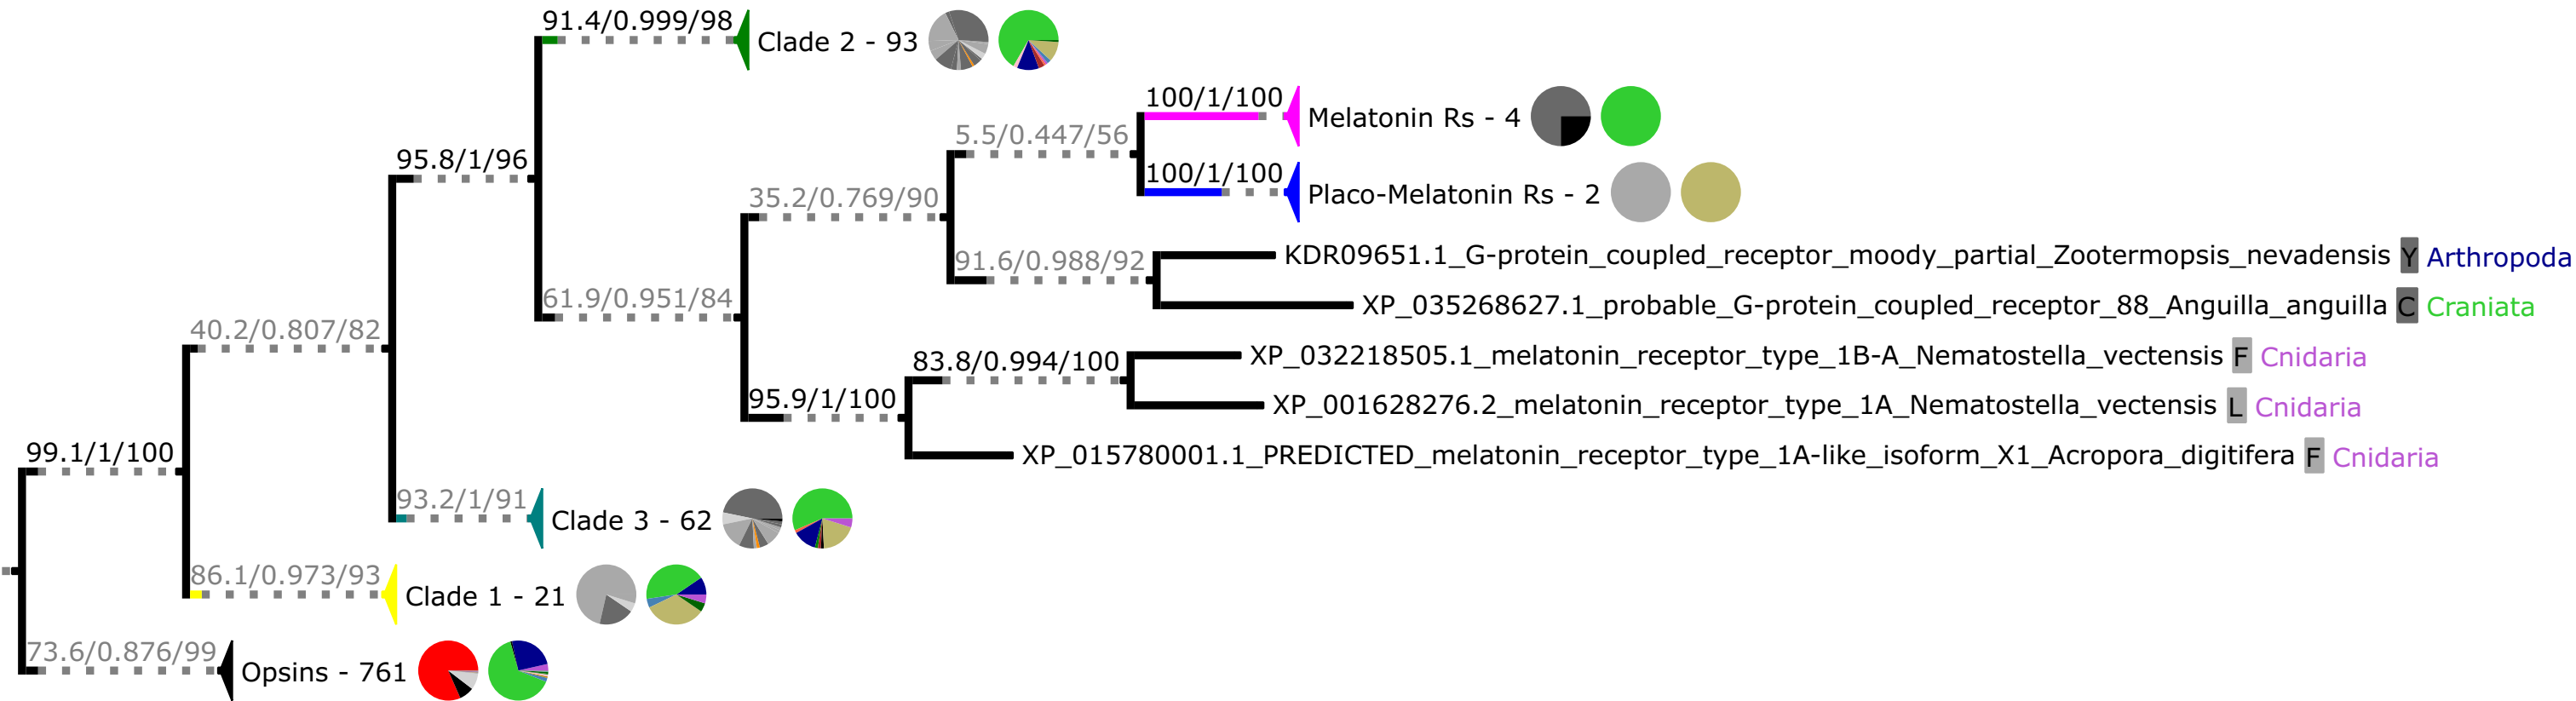 91.4/0.999/98
Clade 2 - 93
100/1/100
Melatonin Rs - 4
5.5/0.447/56
95.8/1/96
100/1/100
Placo-Melatonin Rs - 2
35.2/0.769/90
KDR09651.1_G-protein_coupled_receptor_moody_partial_Zootermopsis_nevadensis Y Arthropoda
91.6/0.988/92
XP_035268627.1_probable_G-protein_coupled_receptor_88_Anguilla_anguilla C Craniata
61.9/0.951/84
40.2/0.807/82
XP_032218505.1_melatonin_receptor_type_1B-A_Nematostella_vectensis F Cnidaria
83.8/0.994/100
XP_001628276.2_melatonin_receptor_type_1A_Nematostella_vectensis L Cnidaria
95.9/1/100
99.1/1/100
XP_015780001.1_PREDICTED_melatonin_receptor_type_1A-like_isoform_X1_Acropora_digitifera F Cnidaria
93.2/1/91
Clade 3 - 62
86.1/0.973/93
Clade 1 - 21
73.6/0.876/99
Opsins - 761